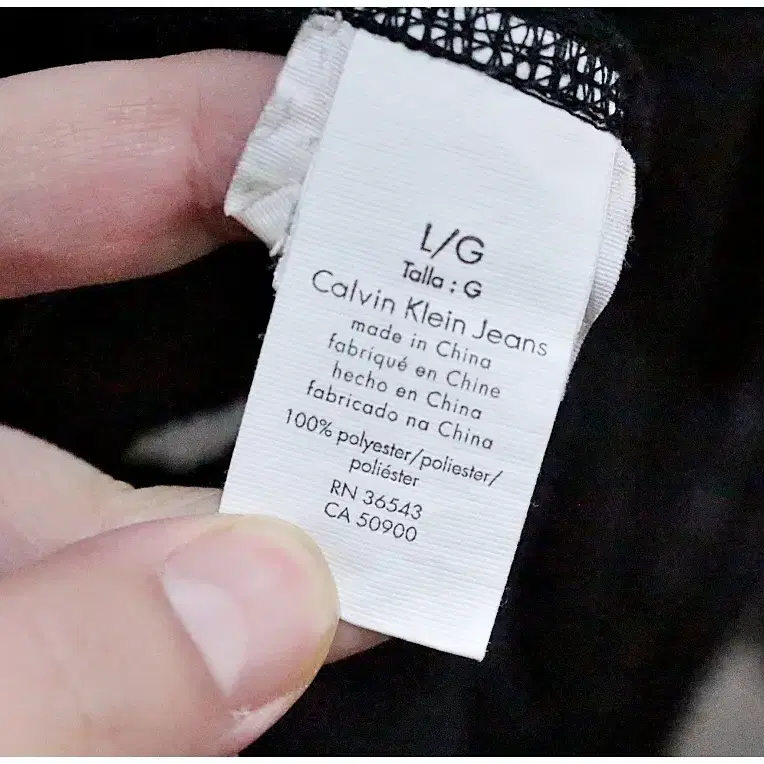 L/G
Talla : G
Calvin Klein Jeans
made in China
fabriqué en Chine
hecho en China
fabricado na China
100% polyester/poliester/
poliéster
RN 36543
CA 50900